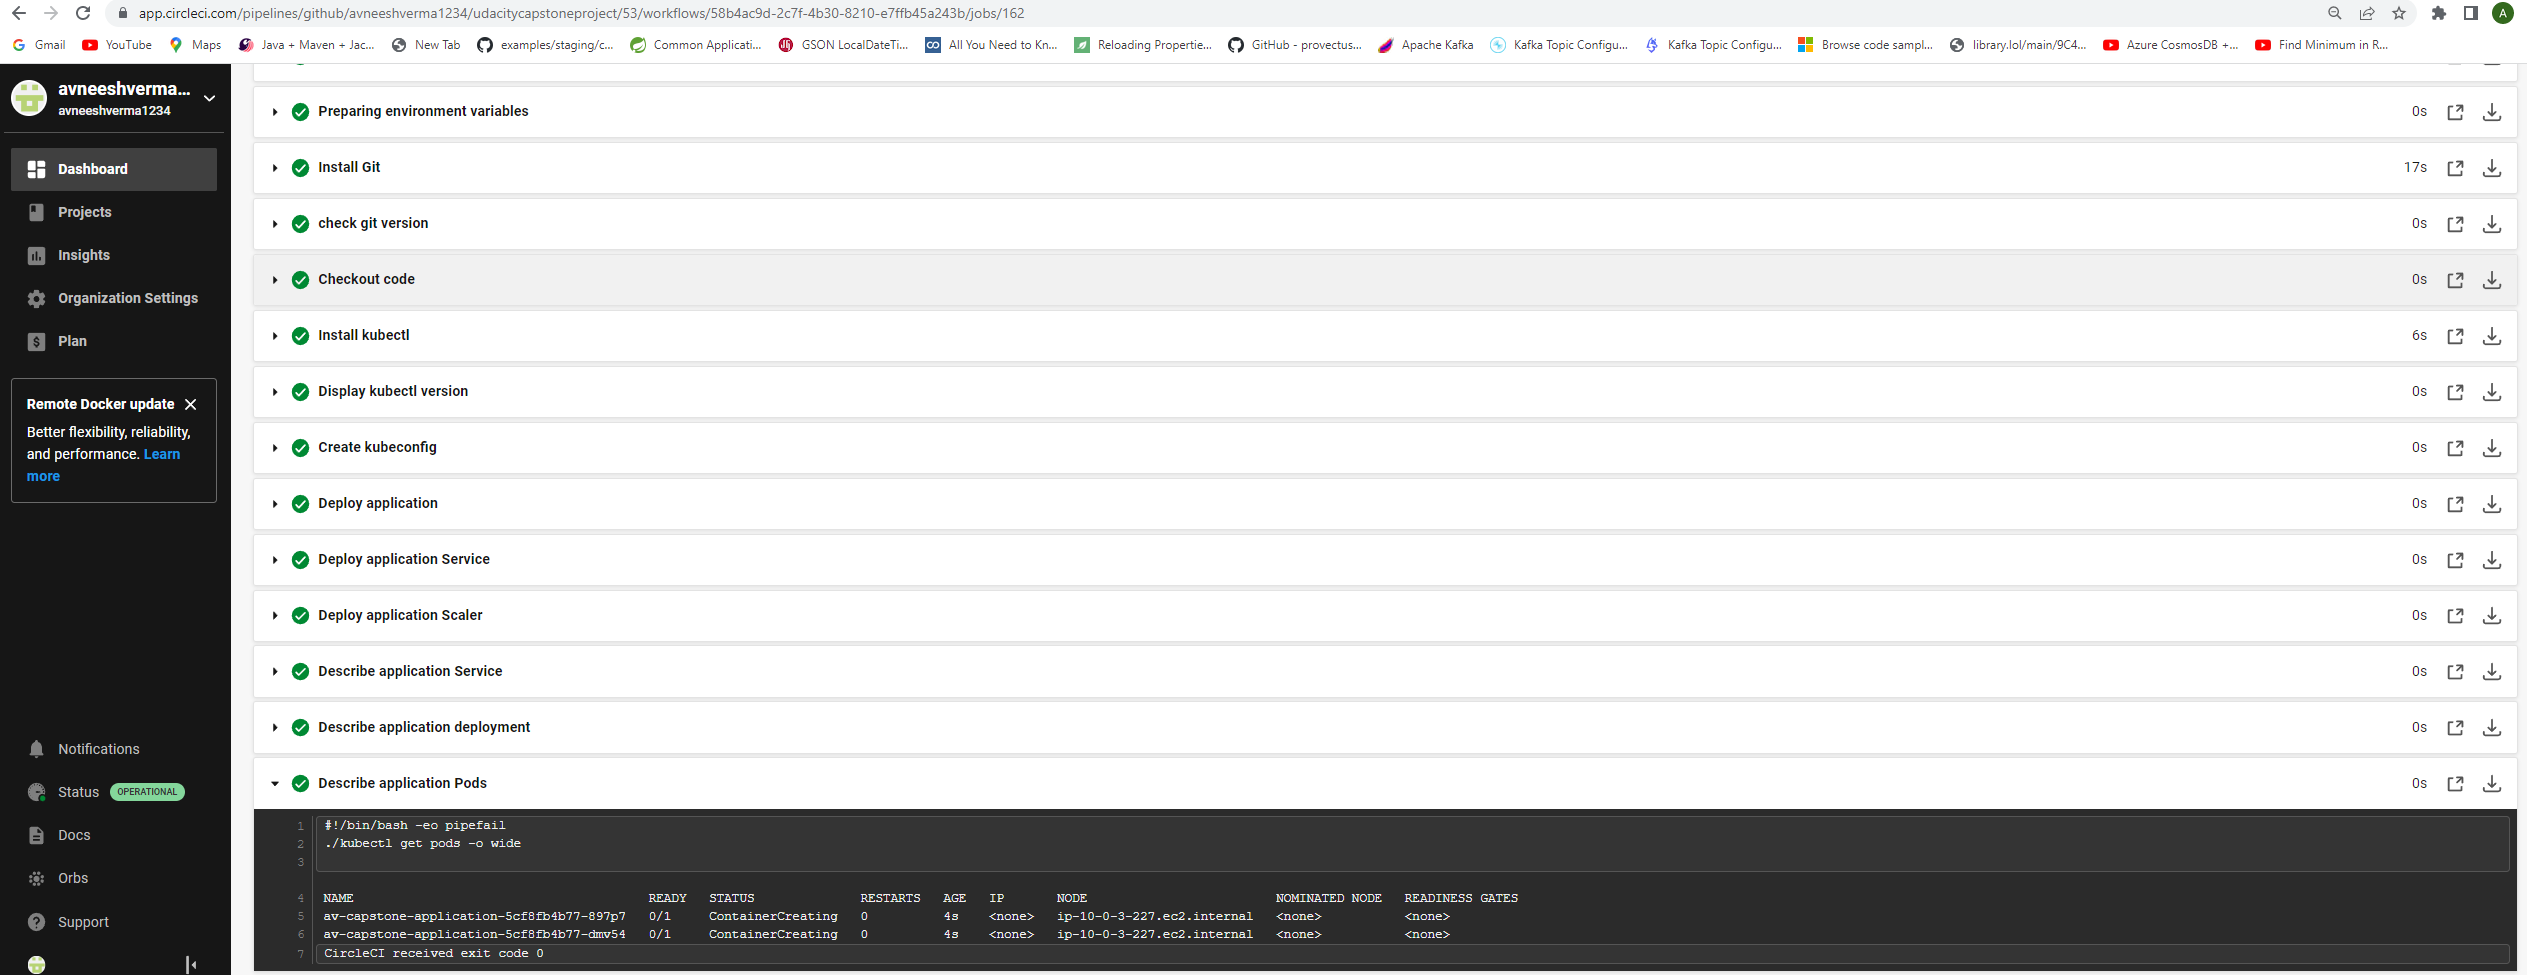 app.circleci.com/pipelines/github/avneeshverma1234/udacitycapstoneproject/53/workflows/58b4ac9d-2c7f-4b30-8210-e7ffb45a243b/jobs/162
A
Gmail YouTube Maps Java + Maven + Jac... New Tab examples/staging/c... Common Applicati... GSON LocalDateTi... All You Need to Kn... Reloading Propertie... GitHub - provectus... Apache Kafka Kafka Topic Configu... Kafka Topic Configu... Browse code sampl... library.lol/main/9C4... Azure CosmosDB +... Find Minimum in R...
avneeshverma...
avneeshverma1234
Dashboard
Projects
Insights
Organization Settings
Plan
Remote Docker update
Better flexibility, reliability,
and performance. Learn
more
Notifications
Status OPERATIONAL
Docs
Orbs
Support
Preparing environment variables 0s
Install Git 17s
check git version 0s
Checkout code 0s
Install kubectl 6s
Display kubectl version 0s
Create kubeconfig 0s
Deploy application 0s
Deploy application Service 0s
Deploy application Scaler 0s
Describe application Service 0s
Describe application deployment 0s
Describe application Pods 0s
1 #!/bin/bash -eo pipefail
2 ./kubectl get pods -o wide
3
4 NAME READY STATUS RESTARTS AGE IP NODE NOMINATED NODE READINESS GATES
5 av-capstone-application-5cf8fb4b77-897p7 0/1 ContainerCreating 0 4s <none> ip-10-0-3-227.ec2.internal <none> <none>
6 av-capstone-application-5cf8fb4b77-dmv54 0/1 ContainerCreating 0 4s <none> ip-10-0-3-227.ec2.internal <none> <none>
7 CircleCI received exit code 0